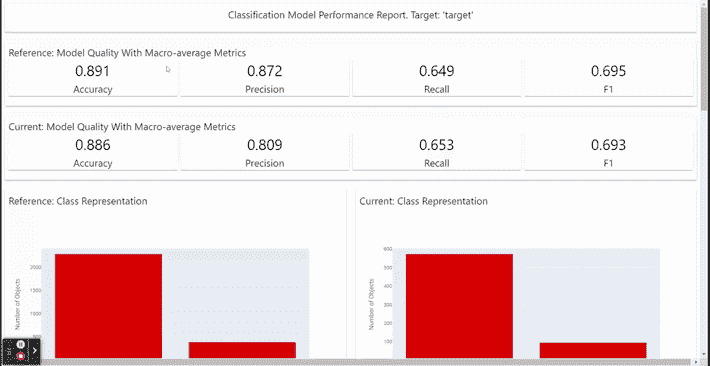 Classification Model Performance Report. Target: 'target'
Reference: Model Quality With Macro-average Metrics
0.891 0.872 0.649 0.695
Accuracy Precision Recall F1
Current: Model Quality With Macro-average Metrics
0.886 0.809 0.653 0.693
Accuracy Precision Recall F1
Reference: Class Representation Current: Class Representation
Number of Objects
2000
1500
1000
Number of Objects
600
500
400
300
200
100